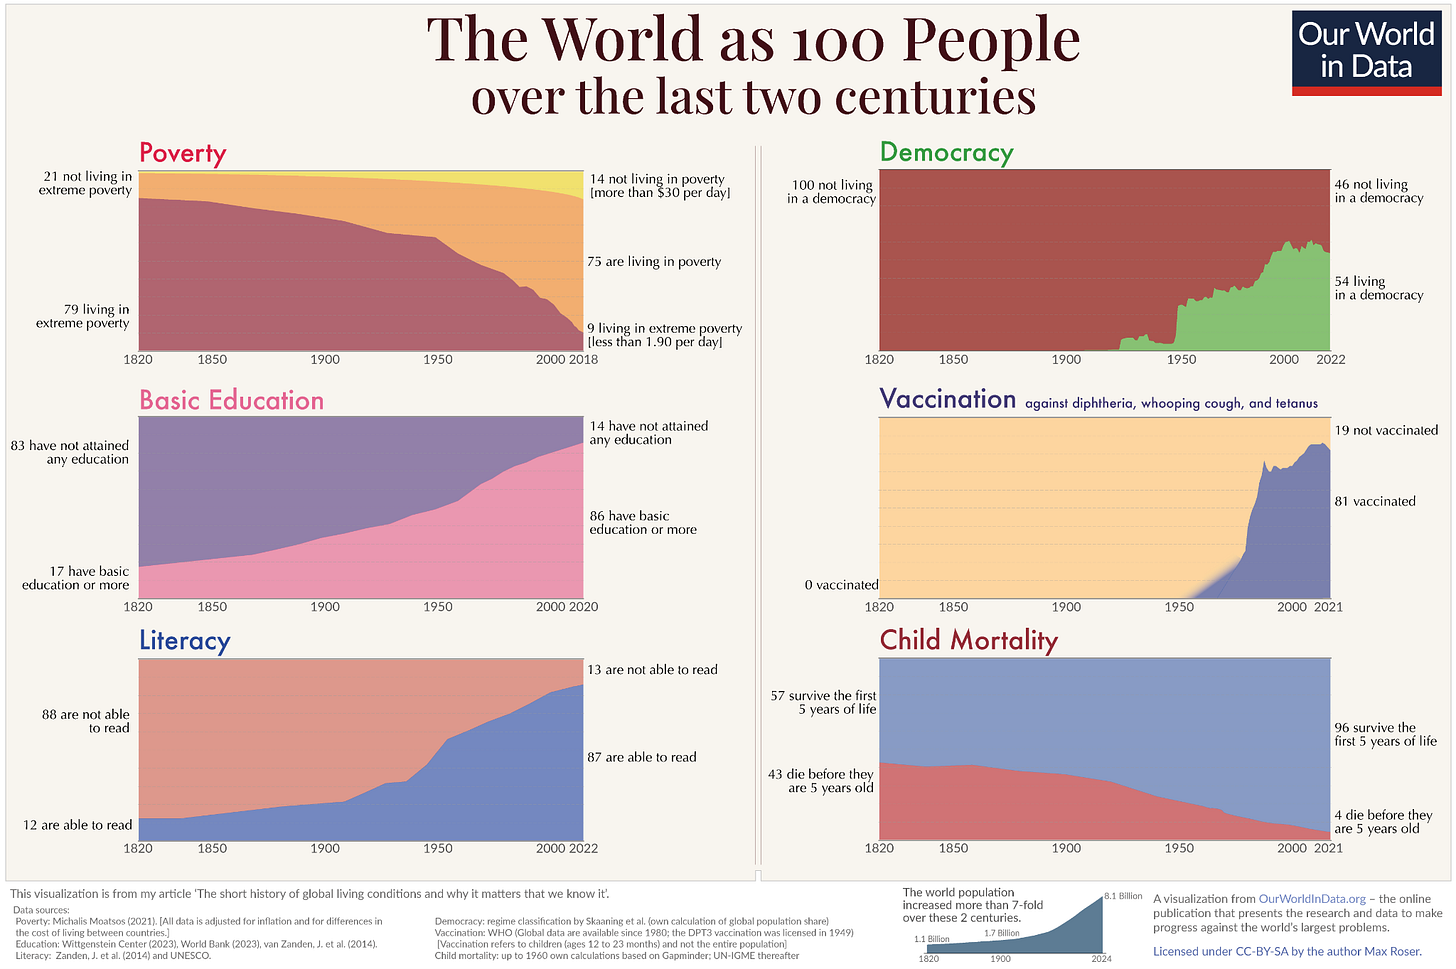 The World as 100 People
over the last two centuries
Our World
in Data
Poverty
21 not living in
extreme poverty
79 living in
extreme poverty
14 not living in poverty
[more than $30 per day]
75 are living in poverty
9 living in extreme poverty
[less than 1.90 per day]
1820 1850 1900 1950 2000 2018
Basic Education
83 have not attained
any education
17 have basic
education or more
14 have not attained
any education
86 have basic
education or more
1820 1850 1900 1950 2000 2020
Literacy
88 are not able
to read
12 are able to read
13 are not able to read
87 are able to read
1820 1850 1900 1950 2000 2022
Democracy
100 not living
in a democracy
46 not living
in a democracy
54 living
in a democracy
1820 1850 1900 1950 2000 2022
Vaccination against diphtheria, whooping cough, and tetanus
0 vaccinated
19 not vaccinated
81 vaccinated
1820 1850 1900 1950 2000 2021
Child Mortality
57 survive the first
5 years of life
43 die before they
are 5 years old
96 survive the
first 5 years of life
4 die before they
are 5 years old
1820 1850 1900 1950 2000 2021
This visualization is from my article 'The short history of global living conditions and why it matters that we know it'.
Data sources:
Poverty: Michalis Moatsos (2021). [All data is adjusted for inflation and for differences in
the cost of living between countries.]
Education: Wittgenstein Center (2023), World Bank (2023), van Zanden, J. et al. (2014).
Literacy: Zanden, J. et al. (2014) and UNESCO.
Democracy: regime classification by Skaaning et al. (own calculation of global population share)
Vaccination: WHO (Global data are available since 1980; the DPT3 vaccination was licensed in 1949)
[Vaccination refers to children (ages 12 to 23 months) and not the entire population]
Child mortality: up to 1960 own calculations based on Gapminder; UN-IGME thereafter
The world population
increased more than 7-fold
over these 2 centuries.
1.1 Billion
1.7 Billion
8.1 Billion
1820 1900 2024
A visualization from OurWorldInData.org – the online
publication that presents the research and data to make
progress against the world's largest problems.
Licensed under CC-BY-SA by the author Max Roser.